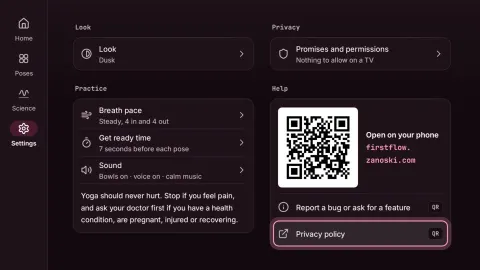 Home
Poses
Science
Settings
Look
Look
Dusk
Practice
Breath pace
Steady, 4 in and 4 out
Get ready time
7 seconds before each pose
Sound
Bowls on · voice on · calm music
Yoga should never hurt. Stop if you feel pain,
and ask your doctor first if you have a health
condition, are pregnant, injured or recovering.
Privacy
Promises and permissions
Nothing to allow on a TV
Help
Open on your phone
firstflow.
zanoski.com
Report a bug or ask for a feature QR
Privacy policy QR